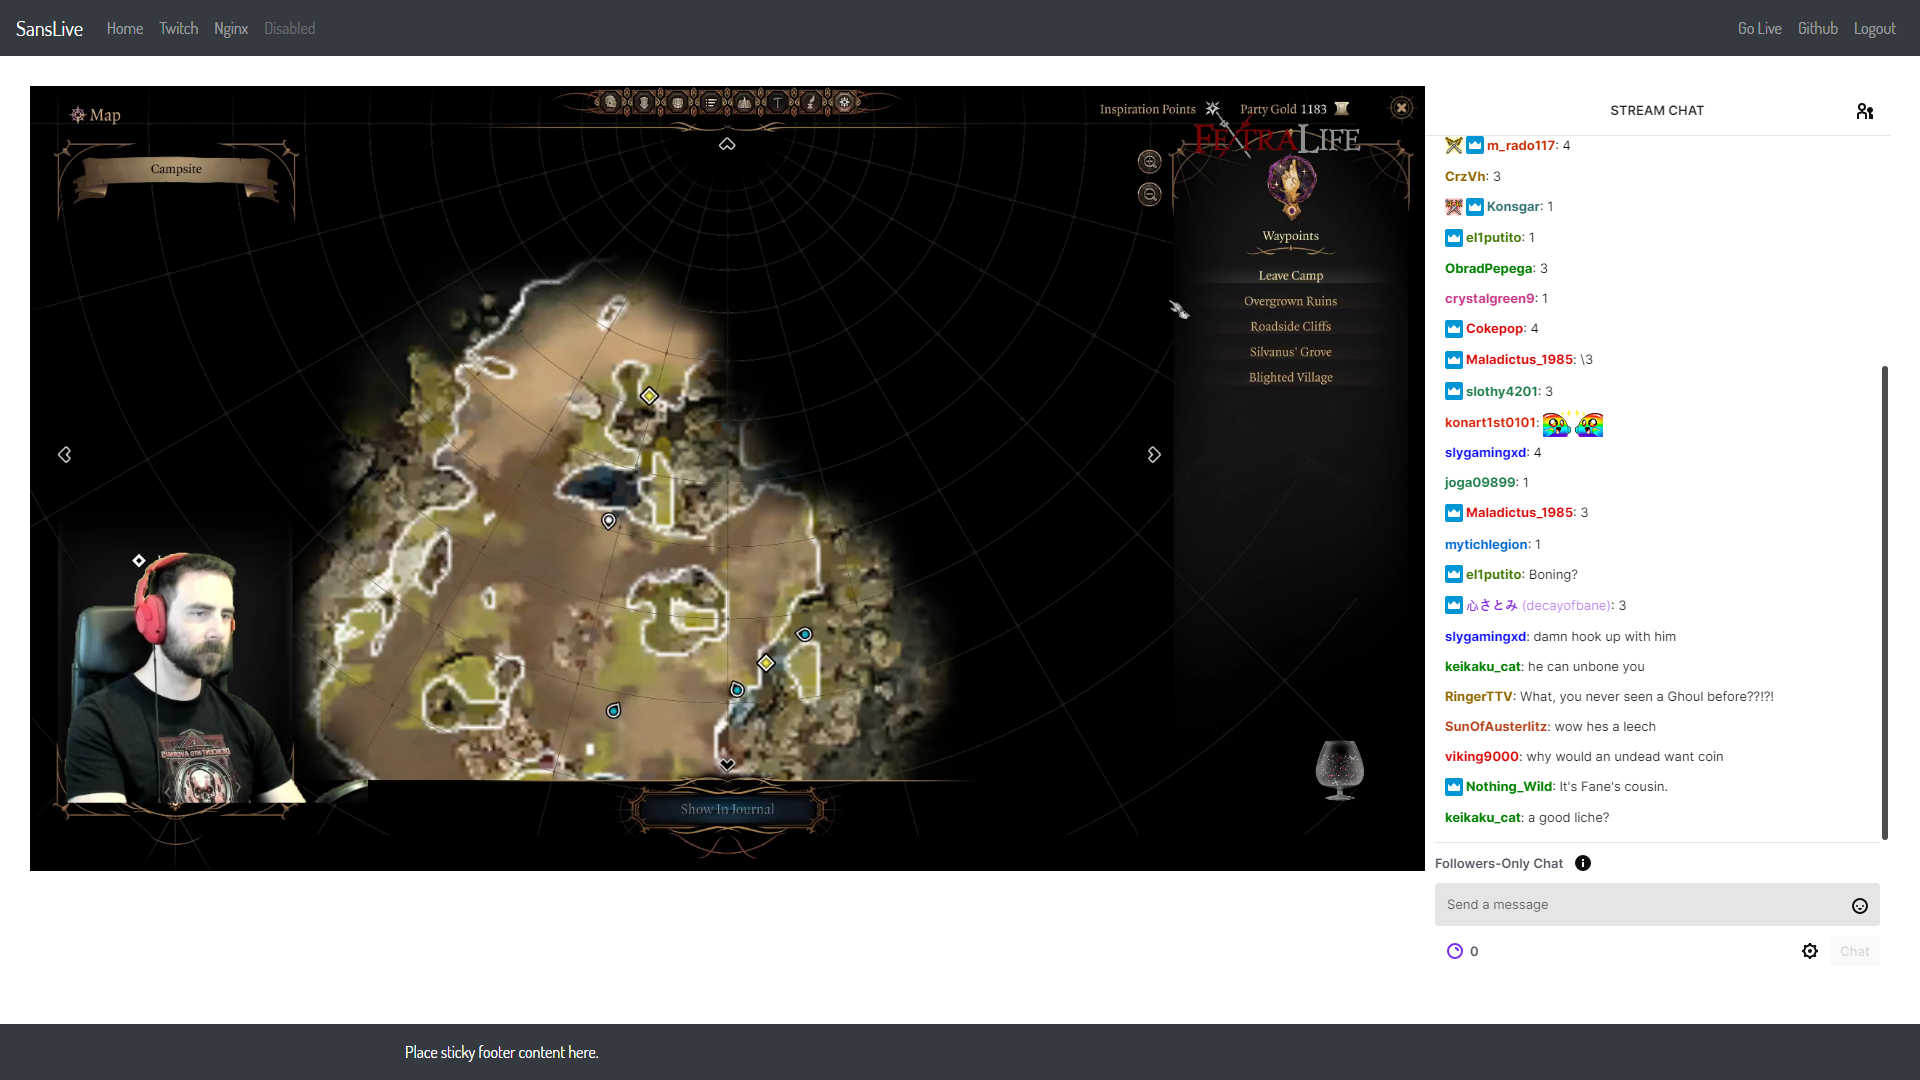 SansLive Home Twitch Nginx Disabled Go Live Github Logout
Map
Inspiration Points Party Gold 1183
FEXTRALIFE
Campsite
Waypoints
Leave Camp
Overgrown Ruins
Roadside Cliffs
Silvanus' Grove
Blighted Village
Show In Journal
STREAM CHAT
m_rado117: 4
CrzVh: 3
Konsgar: 1
el1putito: 1
ObradPepega: 3
crystalgreen9: 1
Cokepop: 4
Maladictus_1985: \3
slothy4201: 3
konart1st0101:
slygamingxd: 4
joga09899: 1
Maladictus_1985: 3
mytichlegion: 1
el1putito: Boning?
心さとみ (decayofbane): 3
slygamingxd: damn hook up with him
keikaku_cat: he can unbone you
RingerTTV: What, you never seen a Ghoul before??!?!
SunOfAusterlitz: wow hes a leech
viking9000: why would an undead want coin
Nothing_Wild: It's Fane's cousin.
keikaku_cat: a good liche?
Followers-Only Chat
Send a message
0 Chat
Place sticky footer content here.